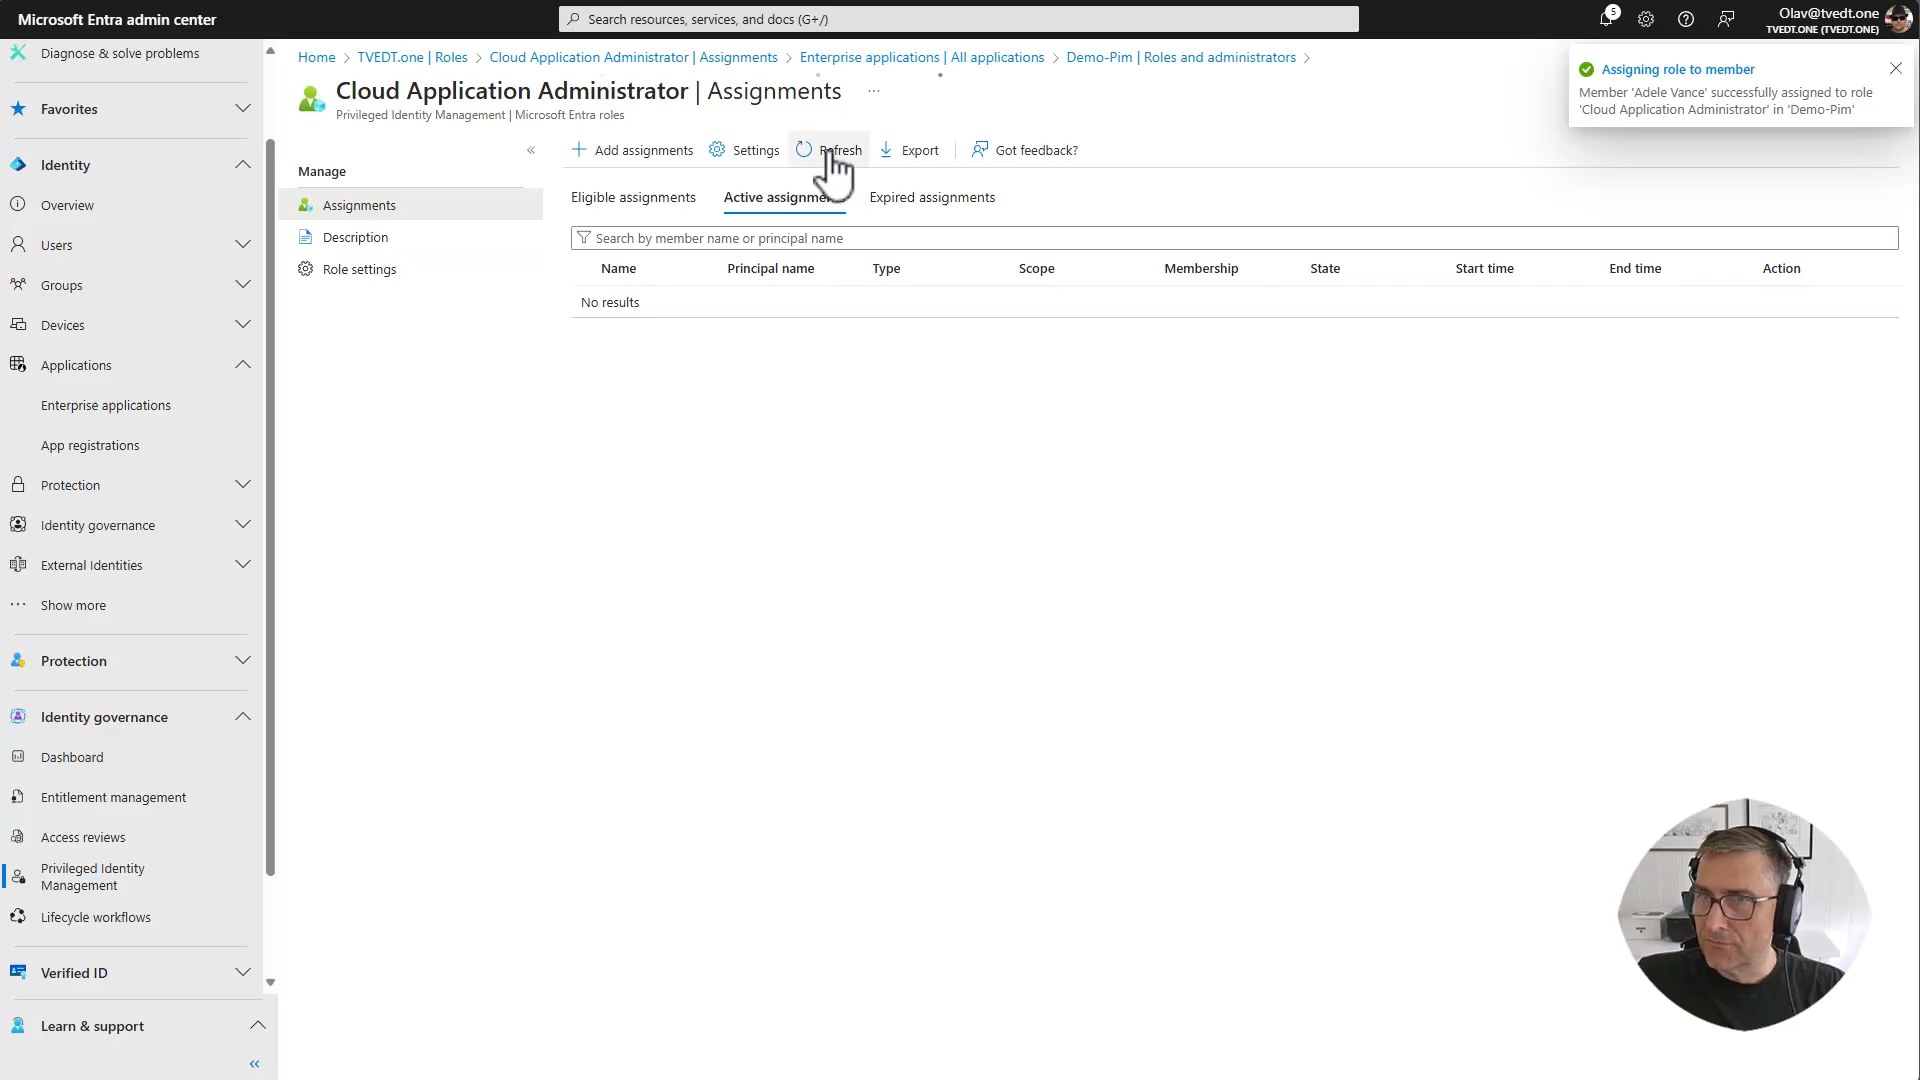 Microsoft Entra admin center
Search resources, services, and docs (G+/)
5
Olav@tvedt.one
TVEDT.ONE (TVEDT.ONE)
Diagnose & solve problems
Favorites
Identity
Overview
Users
Groups
Devices
Applications
Enterprise applications
App registrations
Protection
Identity governance
External Identities
Show more
Protection
Identity governance
Dashboard
Entitlement management
Access reviews
Privileged Identity
Management
Lifecycle workflows
Verified ID
Learn & support
Home > TVEDT.one | Roles > Cloud Application Administrator | Assignments > Enterprise applications | All applications > Demo-Pim | Roles and administrators >
Cloud Application Administrator | Assignments
Privileged Identity Management | Microsoft Entra roles
Manage
Assignments
Description
Role settings
Add assignments Settings Refresh Export Got feedback?
Eligible assignments Active assignments Expired assignments
Search by member name or principal name
Name Principal name Type Scope Membership State Start time End time Action
No results
Assigning role to member
Member 'Adele Vance' successfully assigned to role
'Cloud Application Administrator' in 'Demo-Pim'